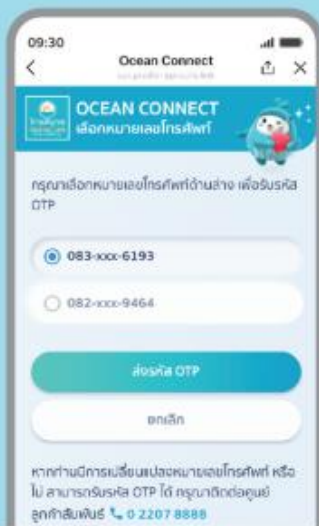 09:30
Ocean Connect
OCEAN CONNECT
เลือกหมายเลขโทรศัพท์
กรุณาเลือกหมายเลขโทรศัพท์ด้านล่าง เพื่อรับรหัส
OTP
083-xxx-6193
082-xxx-9464
ส่งรหัส OTP
ยกเลิก
หากท่านมีการเปลี่ยนแปลงหมายเลขโทรศัพท์ หรือ
ไม่ สามารถรับรหัส OTP ได้ กรุณาติดต่อศูนย์
ลูกค้าสัมพันธ์ 0 2207 8888